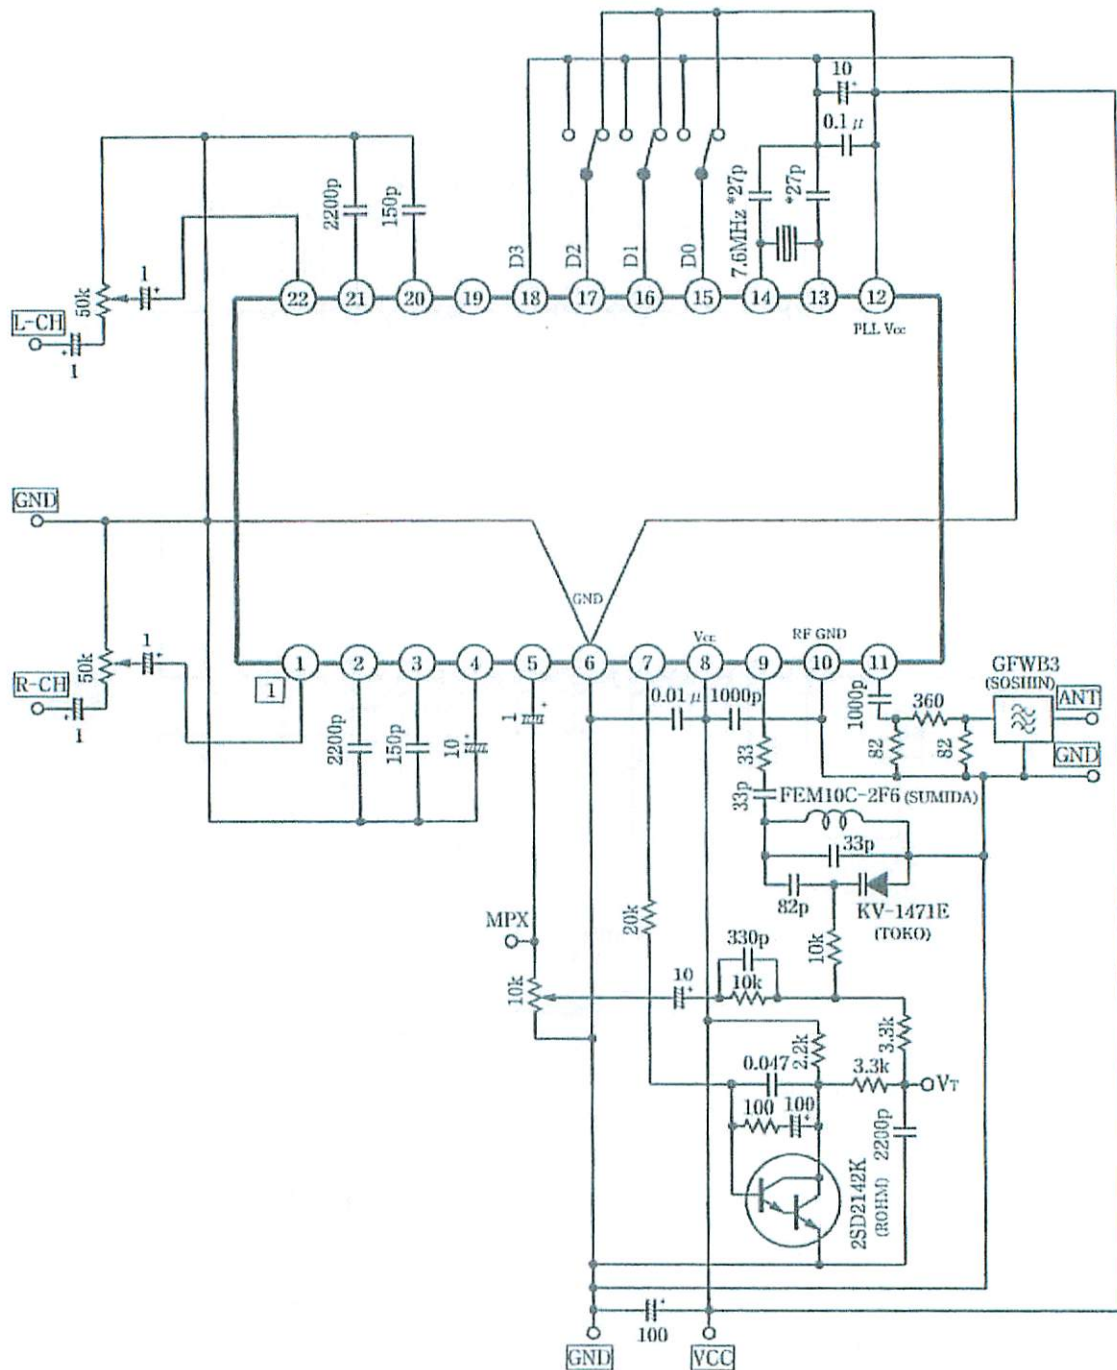 10
0.1 μ
2200p
150p
D3
D2
D1
D0
7.6MHz
*27p
*27p
1
50k
L-CH
1
22
21
20
19
18
17
16
15
14
13
12
PLL Vcc
GND
GND
Vcc
RF GND
1
50k
R-CH
1
1
2
3
4
5
6
7
8
9
10
11
1
2200p
150p
10
1
0.01 μ
1000p
33
1000p
360
82
82
GFWB3
(SOSHIN)
ANT
GND
33p
FEM10C-2F6 (SUMIDA)
33p
82p
KV-1471E
(TOKO)
MPX
20k
10k
330p
10
10k
10k
3.3k
2.2k
0.047
3.3k
VT
100
100
2200p
2SD2142K
(ROHM)
100
GND
VCC